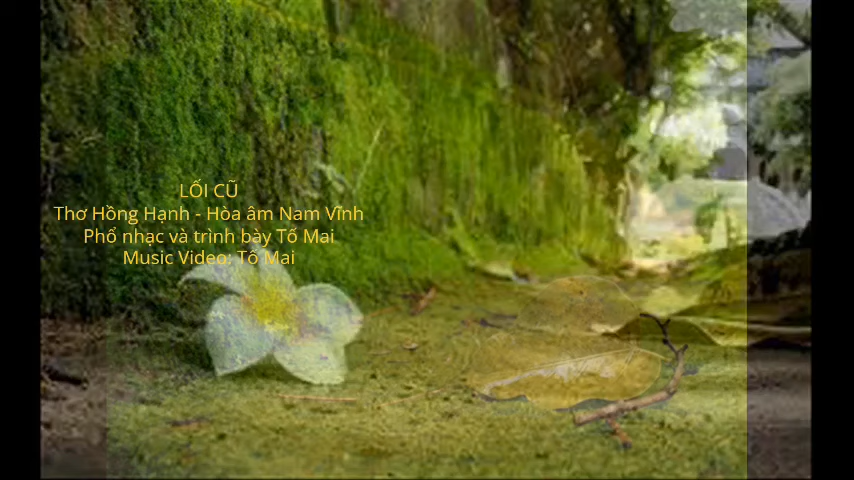 LỐI CŨ
Thơ Hồng Hạnh - Hòa âm Nam Vĩnh
Phổ nhạc và trình bày Tố Mai
Music Video: Tố Mai